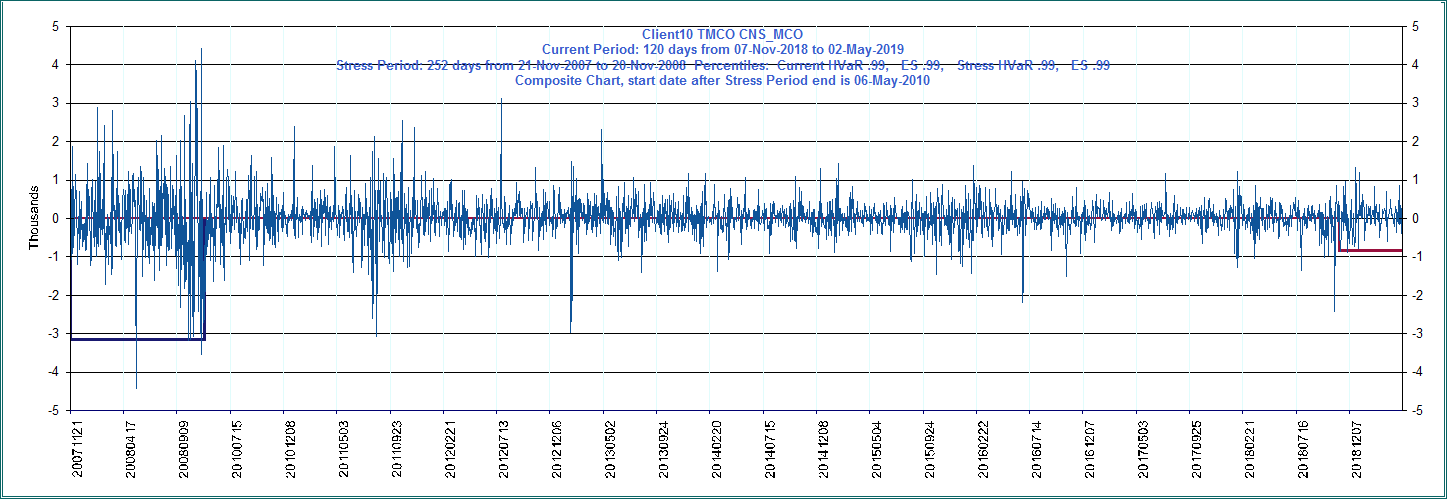 Client10 TMCO CNS_MCO
Current Period: 120 days from 07-Nov-2018 to 02-May-2019
Stress Period: 252 days from 21-Nov-2007 to 20-Nov-2008 Percentiles: Current HVaR .99, ES .99, Stress HVaR .99, ES .99
Composite Chart, start date after Stress Period end is 06-May-2010
5 5
4 4
3 3
2 2
1 1
0 0
-1 -1
-2 -2
-3 -3
-4 -4
-5 -5
Thousands
20071121 20080417 20080909 20100715 20101208 20110503 20110923 20120221 20120713 20121206 20130502 20130924 20140220 20140715 20141208 20150504 20150924 20160222 20160714 20161207 20170503 20170925 20180221 20180716 20181207